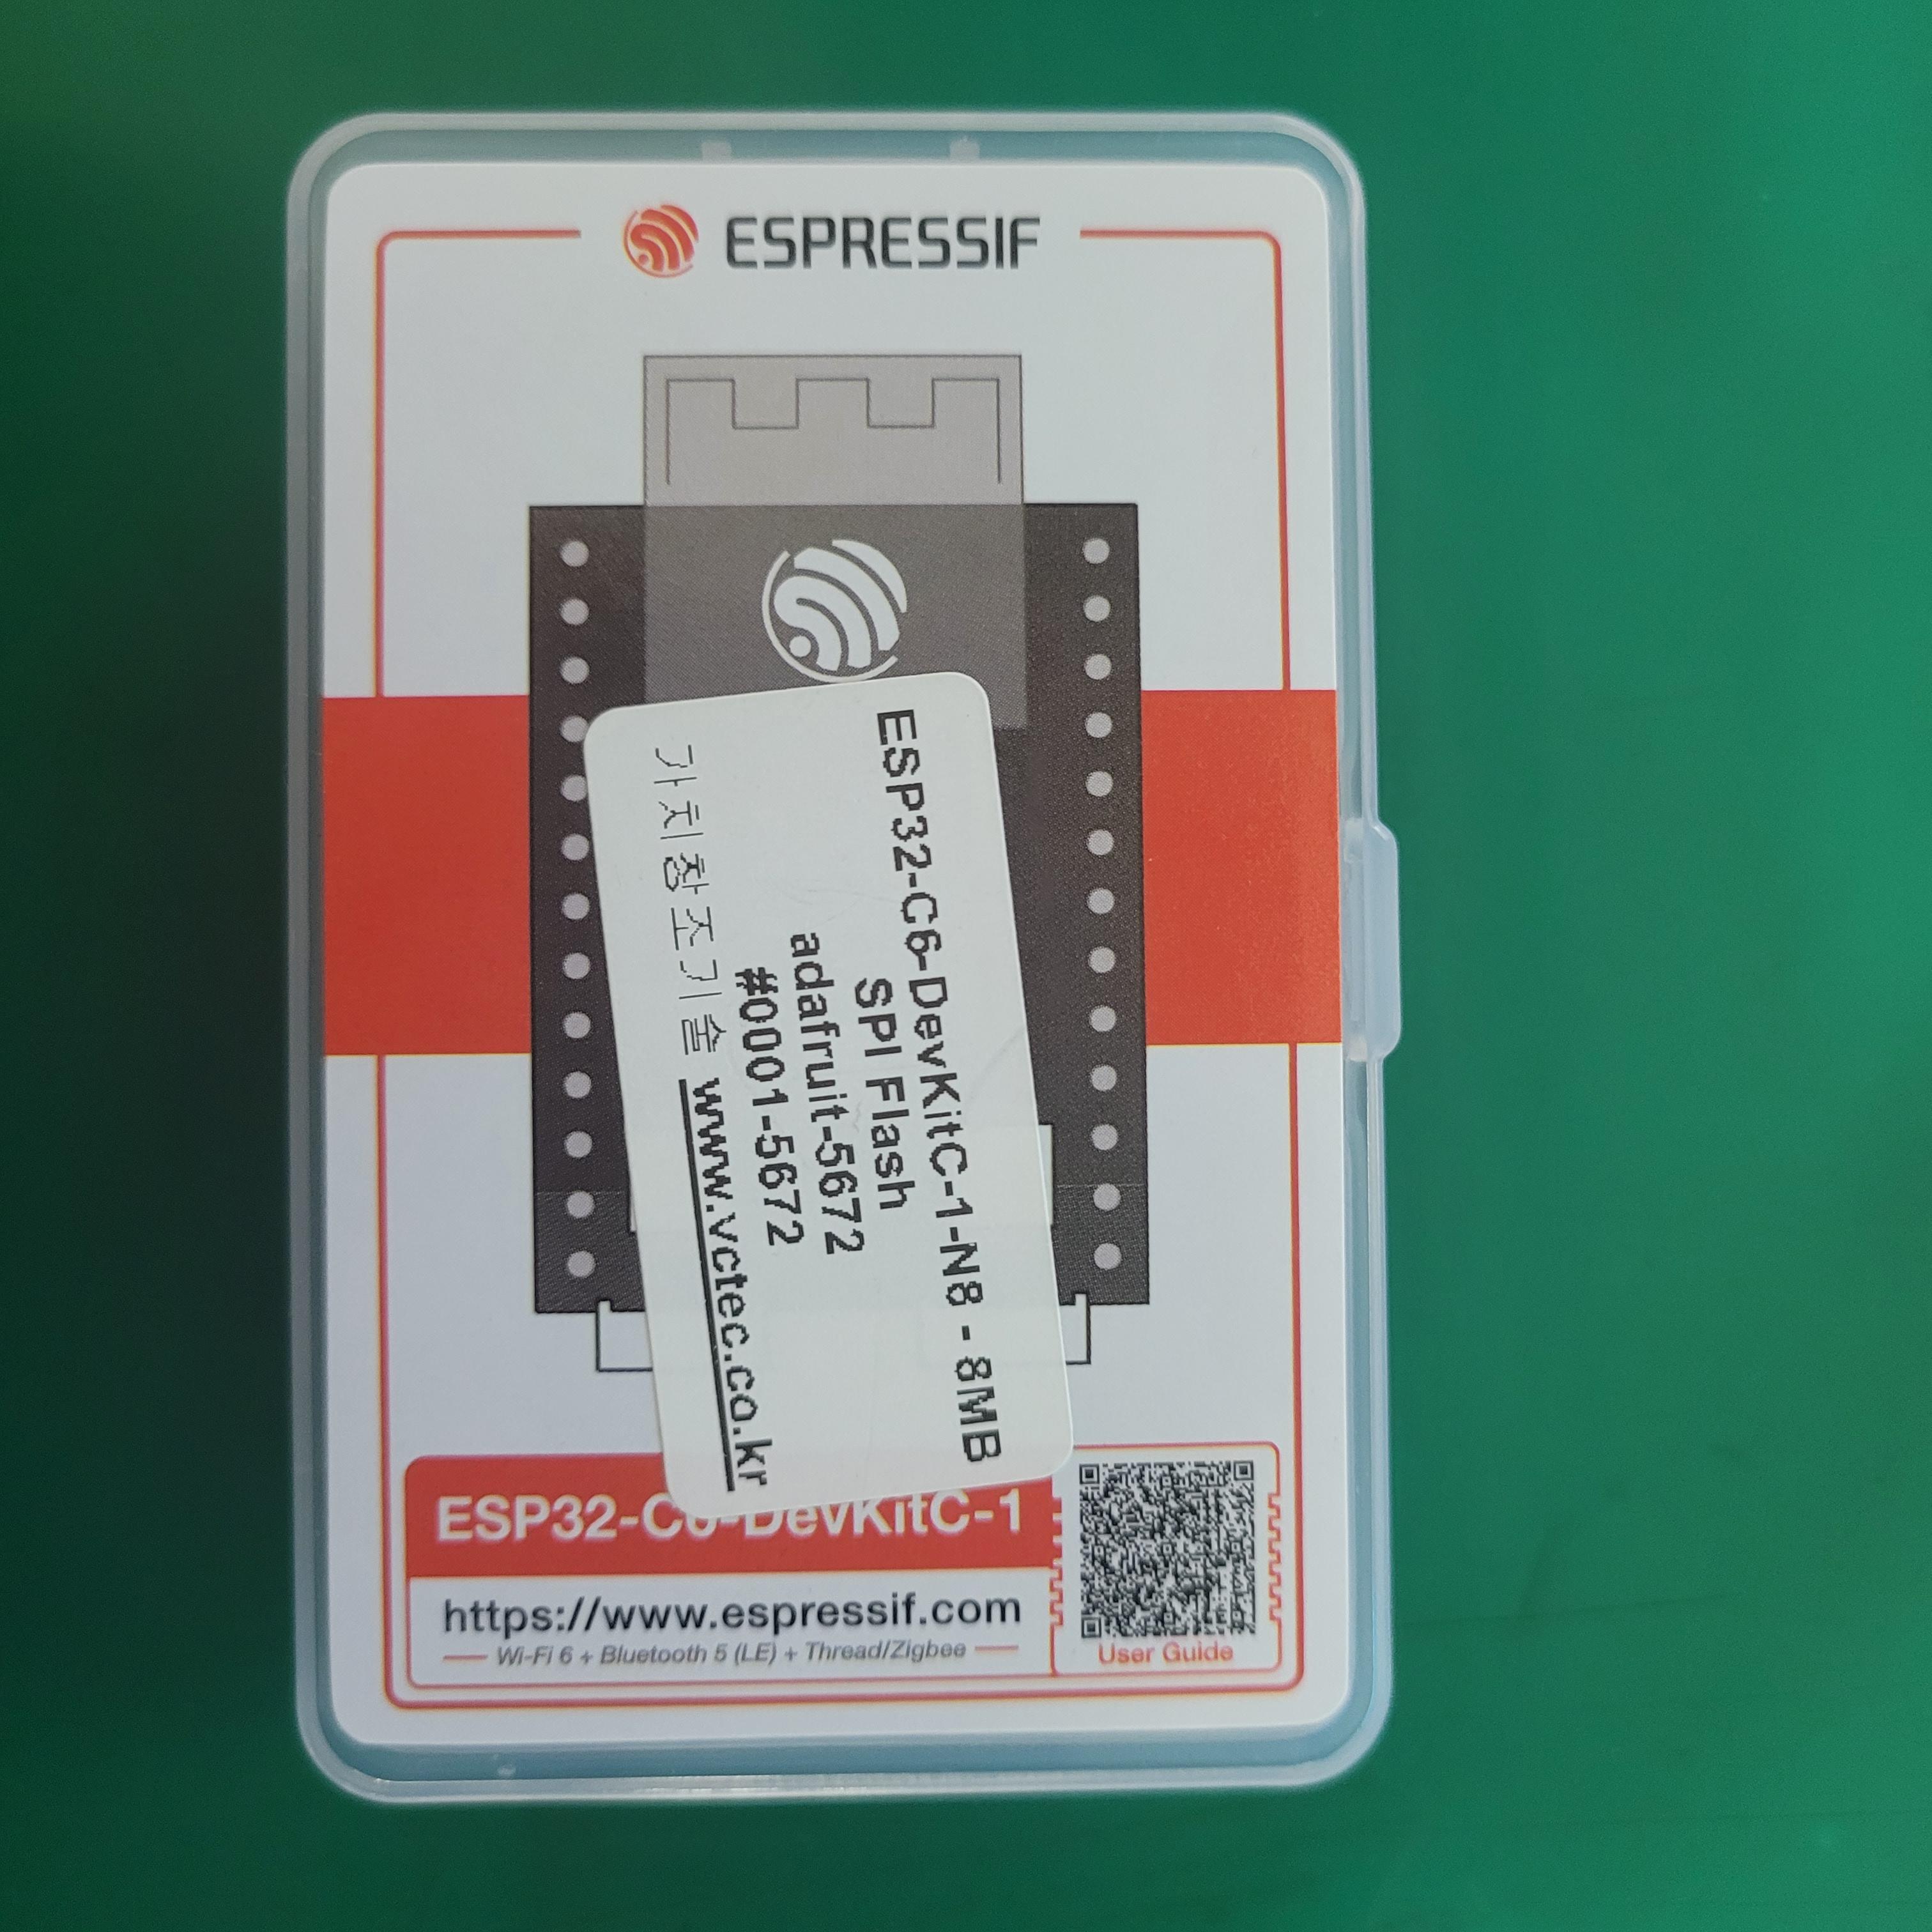 ESPRESSIF
ESP32-C6-DevKitC-1-N8 - 8MB
SPI Flash
adafruit-5672
#0001-5672
가치창조기술 www.vctec.co.kr
ESP32-C6-DevKitC-1
https://www.espressif.com
Wi-Fi 6 + Bluetooth 5 (LE) + Thread/Zigbee
User Guide